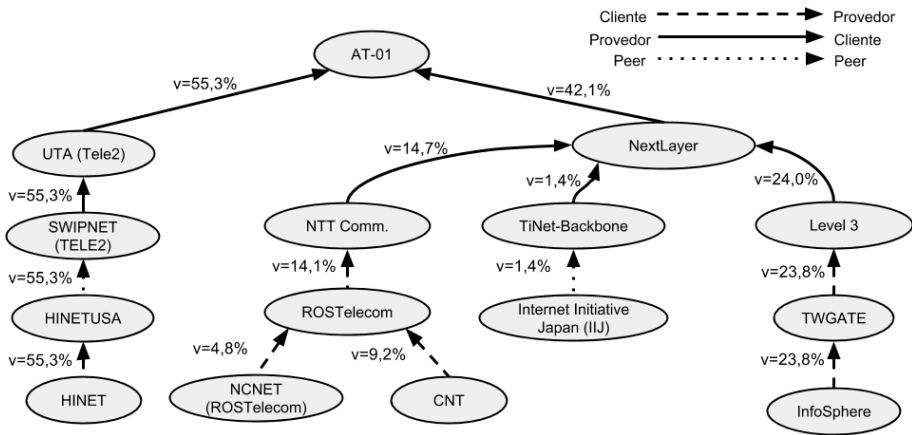 Cliente
Provedor
Provedor
Cliente
Peer
Peer
AT-01
v=55,3%
v=42,1%
UTA (Tele2)
NextLayer
v=14,7%
v=1,4%
v=24,0%
v=55,3%
SWIPNET
(TELE2)
NTT Comm.
TiNet-Backbone
Level 3
v=55,3%
v=14,1%
v=1,4%
v=23,8%
HINETUSA
ROSTelecom
Internet Initiative
Japan (IIJ)
TWGATE
v=55,3%
v=4,8%
v=9,2%
v=23,8%
HINET
NCNET
(ROSTelecom)
CNT
InfoSphere